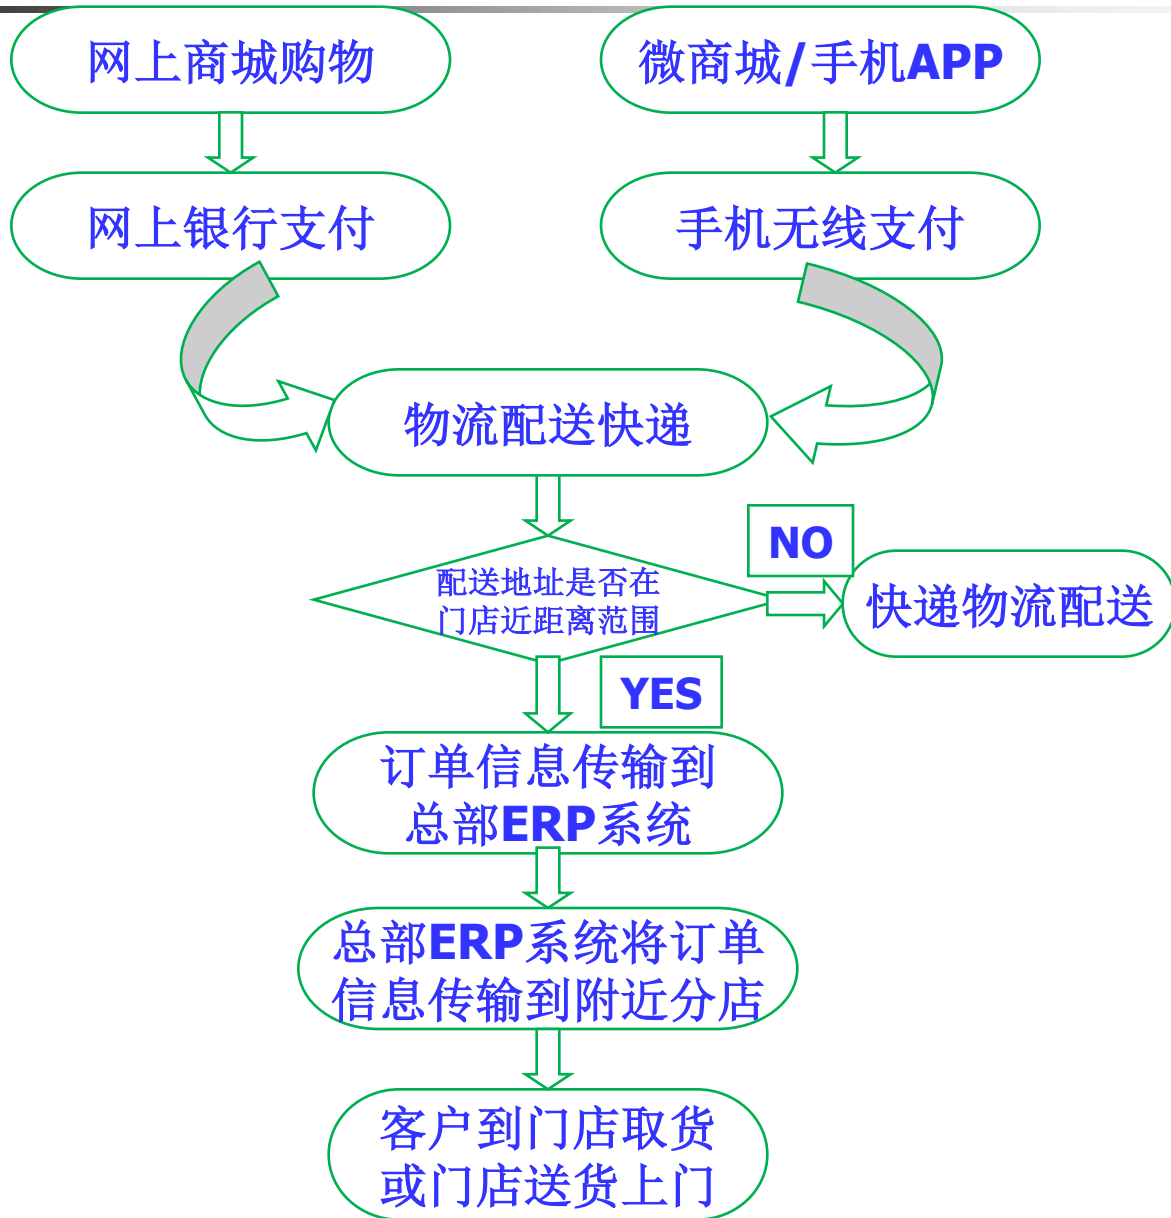 网上商城购物
微商城/手机APP
网上银行支付
手机无线支付
物流配送快递
NO
配送地址是否在
门店近距离范围
快递物流配送
YES
订单信息传输到
总部ERP系统
总部ERP系统将订单
信息传输到附近分店
客户到门店取货
或门店送货上门